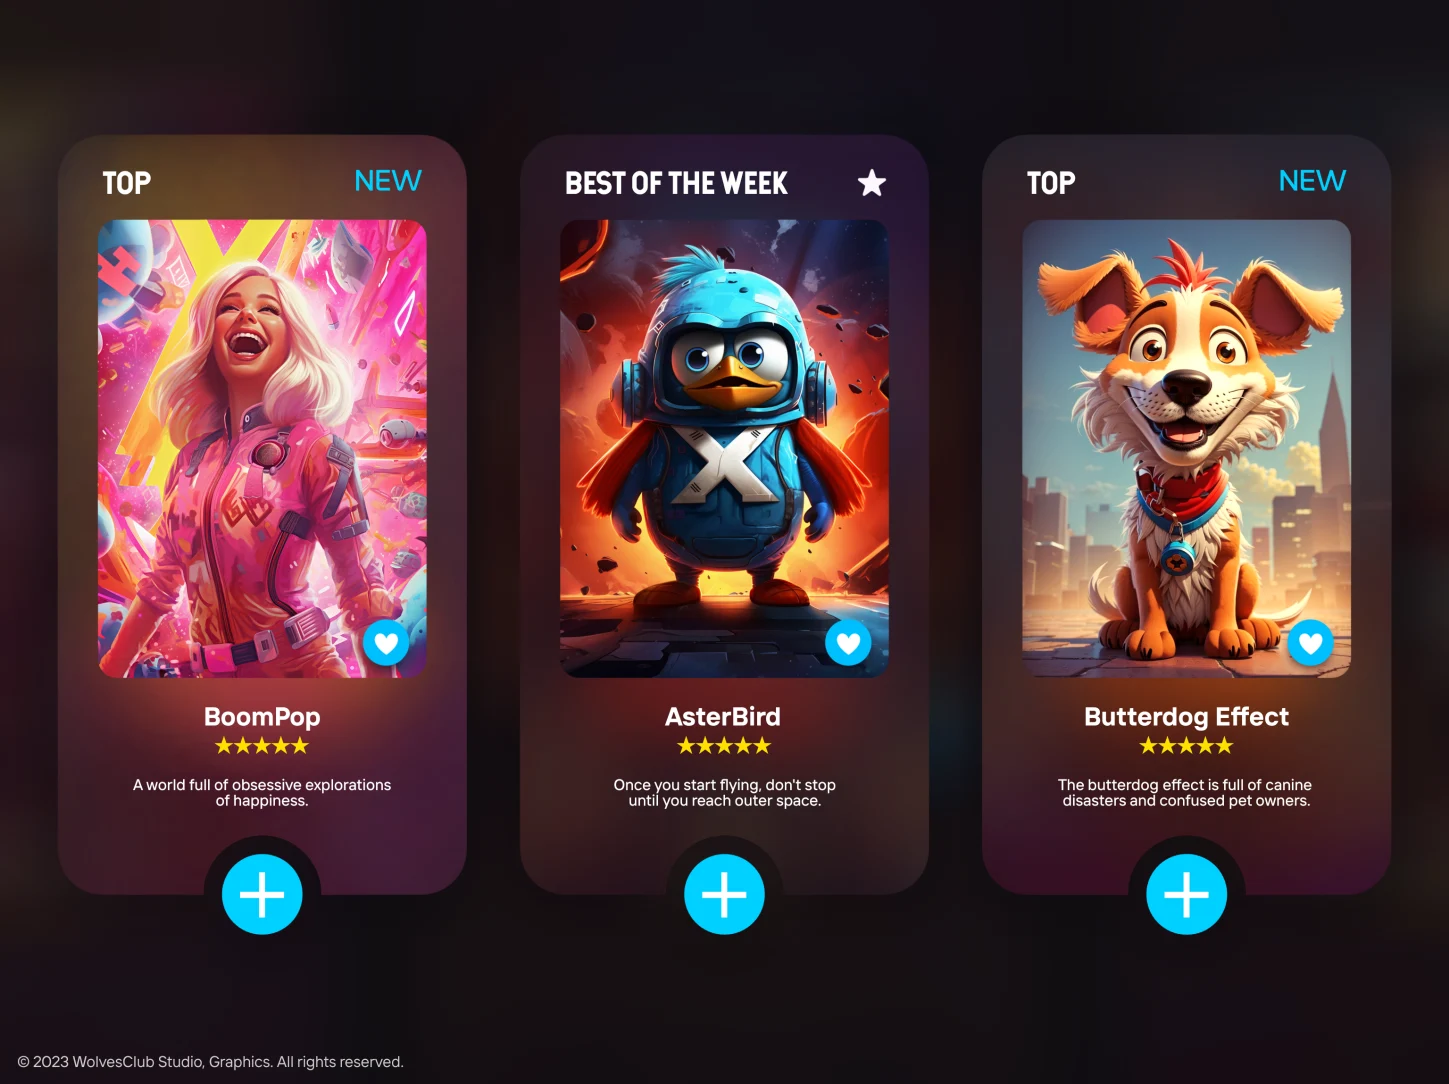 TOP
NEW
BoomPop
A world full of obsessive explorations
of happiness.
BEST OF THE WEEK
X
AsterBird
Once you start flying, don't stop
until you reach outer space.
TOP
NEW
Butterdog Effect
The butterdog effect is full of canine
disasters and confused pet owners.
© 2023 WolvesClub Studio, Graphics. All rights reserved.